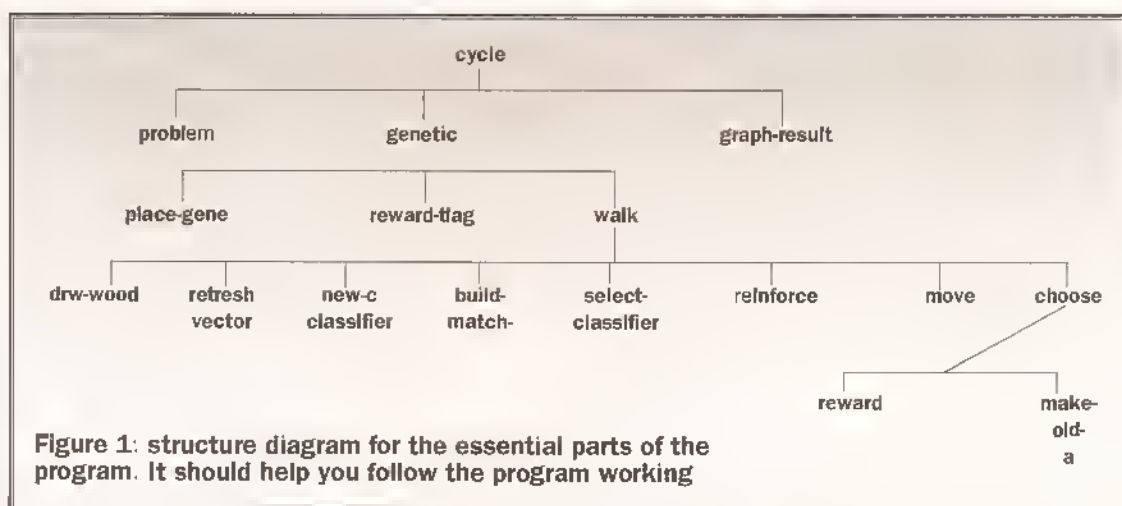 cycle
problem genetic graph-result
place-gene reward-tlag walk
drw-wood retresh new-c build- select- reinforce move choose
vector classifier match- classifier
reward make-
old-
a
Figure 1: structure diagram for the essential parts of the
program. It should help you follow the program working